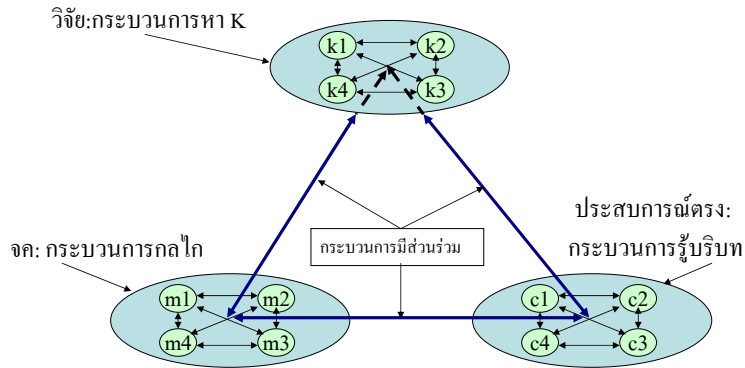 วิจัย:กระบวนการหา K
k1 k2
k4 k3
ประสบการณ์ตรง:
กระบวนการรู้บริบท
กระบวนการมีส่วนร่วม
จค: กระบวนการกลไก
m1 m2
m4 m3
c1 c2
c4 c3